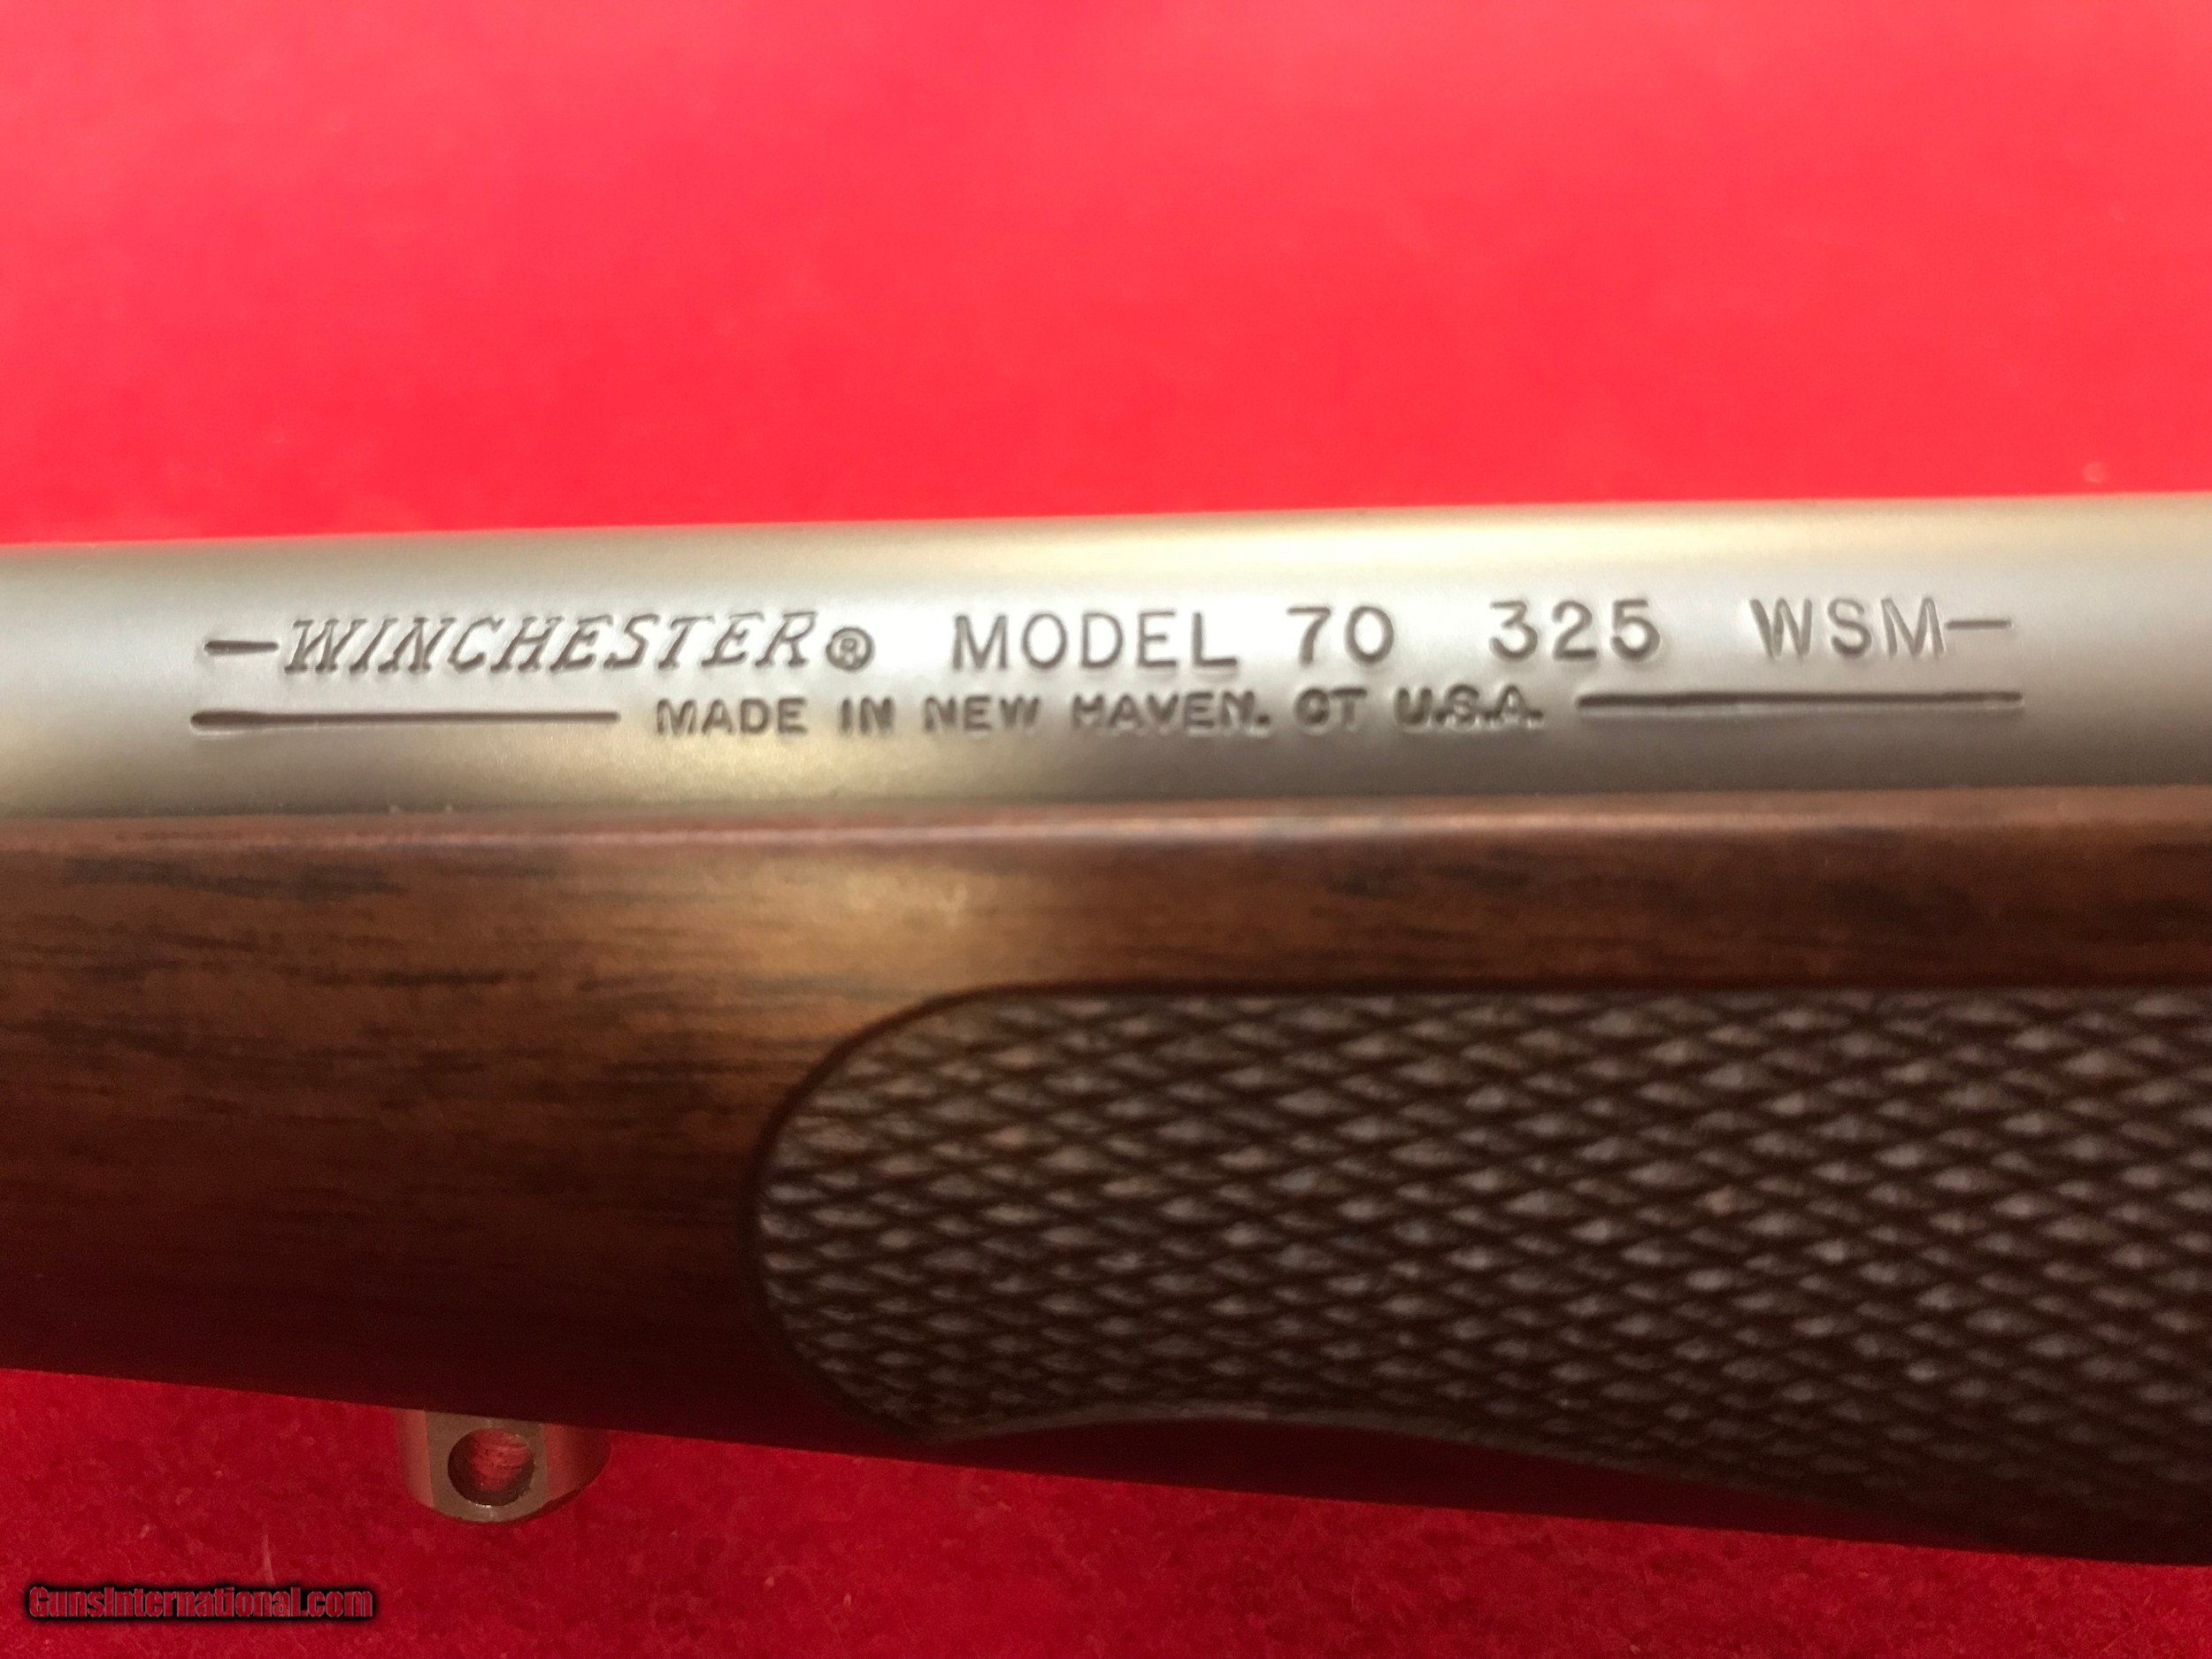 —WINCHESTER® MODEL 70 325 WSM—
MADE IN NEW HAVEN, CT U.S.A.
GunsInternational.com